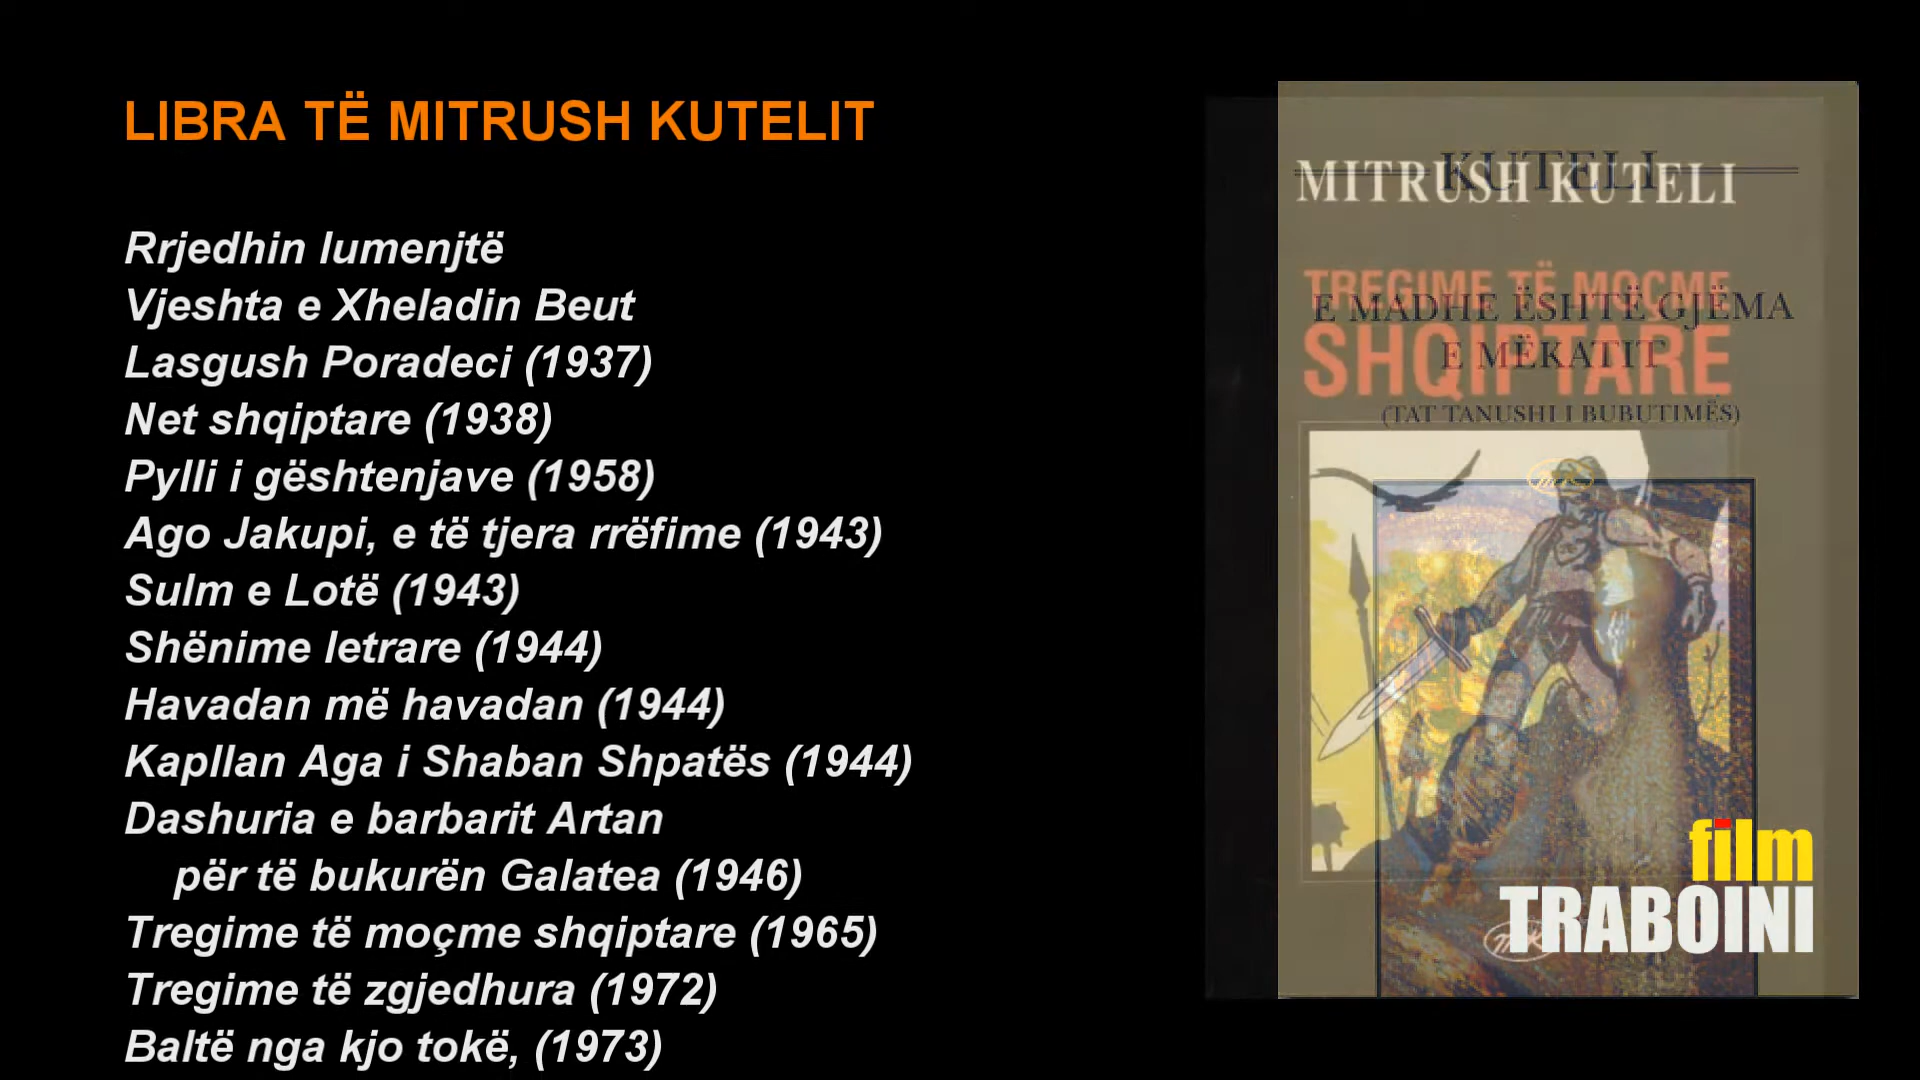 LIBRA TË MITRUSH KUTELIT
Rrjedhin lumenjtë
Vjeshta e Xheladin Beut
Lasgush Poradeci (1937)
Net shqiptare (1938)
Pylli i gështenjave (1958)
Ago Jakupi, e të tjera rrëfime (1943)
Sulm e Lotë (1943)
Shënime letrare (1944)
Havadan më havadan (1944)
Kapllan Aga i Shaban Shpatës (1944)
Dashuria e barbarit Artan
për të bukurën Galatea (1946)
Tregime të moçme shqiptare (1965)
Tregime të zgjedhura (1972)
Baltë nga kjo tokë, (1973)
KUTELI
MITRUSH KUTELI
TREGIME TË MOÇME
E MADHE ËSHTË GJËMA
SHQIPTARE
E MËKATIT
(TAT TANUSHI I BUBUTIMËS)
film
TRABOINI